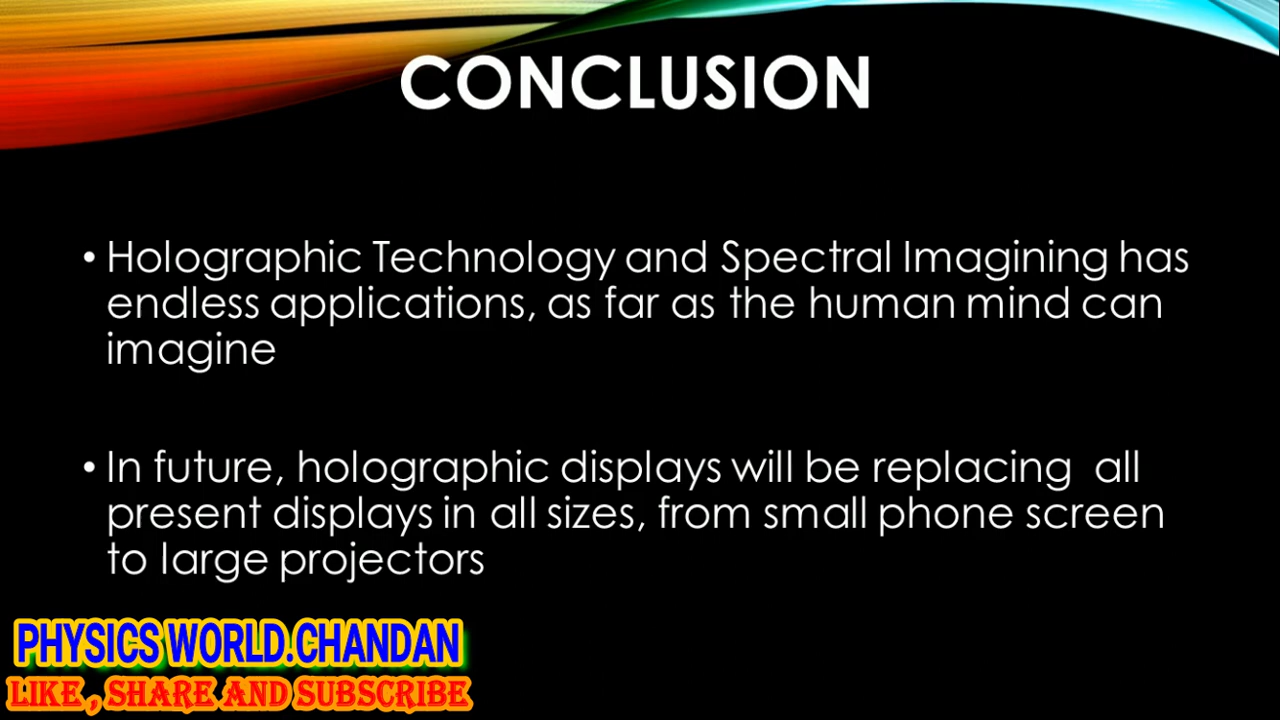 CONCLUSION
• Holographic Technology and Spectral Imagining has
endless applications, as far as the human mind can
imagine
• In future, holographic displays will be replacing  all
present displays in all sizes, from small phone screen
to large projectors
PHYSICS WORLD.CHANDAN
LIKE , SHARE AND SUBSCRIBE